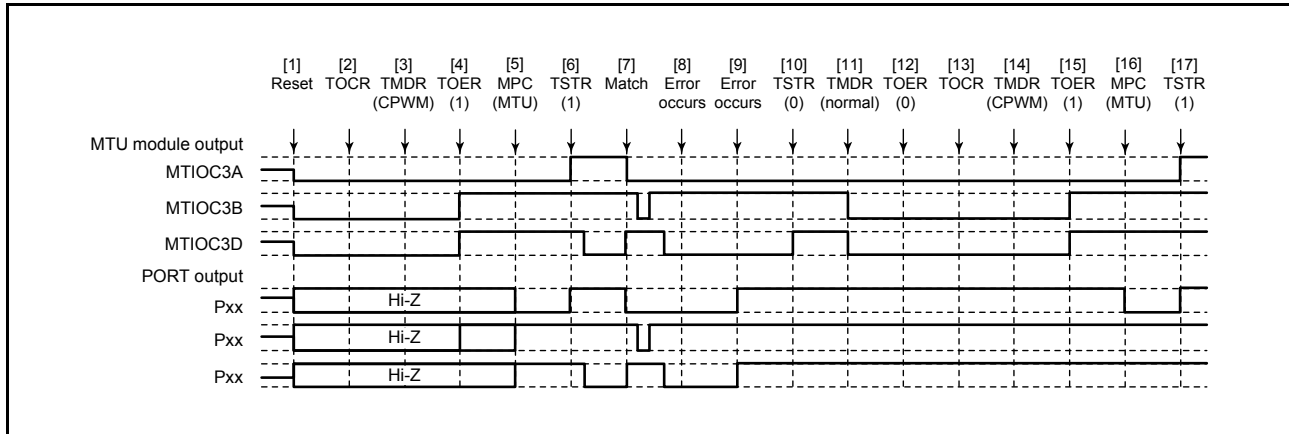 [1] [2] [3] [4] [5] [6] [7] [8] [9] [10] [11] [12] [13] [14] [15] [16] [17]
Reset TOCR TMDR TOER MPC TSTR Match Error Error TSTR TMDR TOER TOCR TMDR TOER MPC TSTR
(CPWM) (1) (MTU) (1) occurs occurs (0) (normal) (0) (CPWM) (1) (MTU) (1)
MTU module output
MTIOC3A
MTIOC3B
MTIOC3D
PORT output
Pxx Hi-Z
Pxx Hi-Z
Pxx Hi-Z